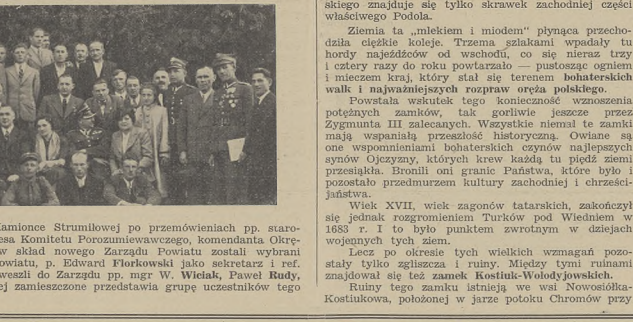 Kamionce Strumiłowej po przemówieniach pp. staro-
esa Komitetu Porozumiewawczego, komendanta Okrę-
w skład nowego Zarządu Powiatu zostali wybrani
owiatu, p. Edward Florkowski jako sekretarz i ref.
weszli do Zarządu pp. mgr W. Wiciak, Paweł Rudy,
ej zamieszczone przedstawia grupę uczestników tego
skiego znajduje się tylko skrawek zachodniej części
właściwego Podola.
Ziemia ta „mlekiem i miodem” płynąca przecho-
dziła ciężkie koleje. Trzema szlakami wpadały tu
hordy najeźdźców od wschodu, co się nieraz trzy
i cztery razy do roku powtarzało — pustosząc ogniem
i mieczem kraj, który stał się terenem bohaterskich
walk i najważniejszych rozpraw oręża polskiego.
Powstała wskutek tego konieczność wznoszenia
potężnych zamków, tak gorliwie jeszcze przez
Zygmunta III zalecanych. Wszystkie niemal te zamki
mają wspaniałą przeszłość historyczną. Owiane są
one wspomnieniami bohaterskich czynów najlepszych
synów Ojczyzny, których krew każdą tu piędź ziemi
przesiąkła. Bronili oni granic Państwa, które było i
pozostało przedmurzem kultury zachodniej i chrześci-
jaństwa.
Wiek XVII, wiek zagonów tatarskich, zakończył
się jednak rozgromieniem Turków pod Wiedniem w
1683 r. I to było punktem zwrotnym w dziejach
wojennych tych ziem.
Lecz po okresie tych wielkich wzmagań pozo-
stały tylko zgliszcza i ruiny. Między tymi ruinami
znajdował się też zamek Kostiuk-Wołodyjowskich.
Ruiny tego zamku istnieją we wsi Nowosiółka-
Kostiukowa, położonej w jarze potoku Chromów przy